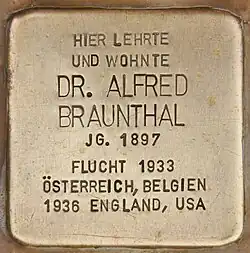 HIER LEHRTE
UND WOHNTE
DR. ALFRED
BRAUNTHAL
JG. 1897
FLUCHT 1933
ÖSTERREICH, BELGIEN
1936 ENGLAND, USA